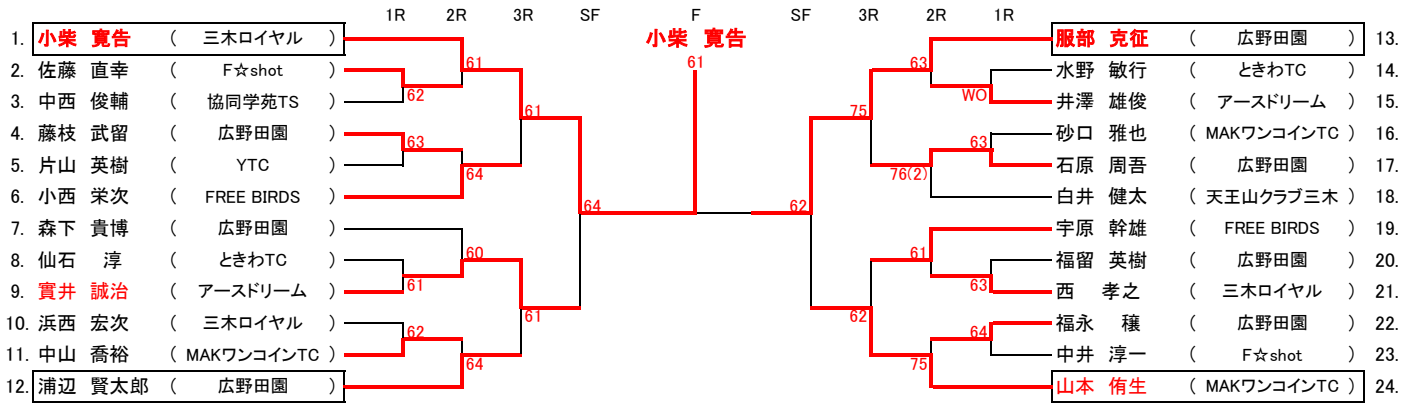 1R 2R 3R SF F SF 3R 2R 1R
小柴 寛告
1. 小柴 寛告 ( 三木ロイヤル )
2. 佐藤 直幸 ( F☆shot )
3. 中西 俊輔 ( 協同学苑TS )
4. 藤枝 武留 ( 広野田園 )
5. 片山 英樹 ( YTC )
6. 小西 栄次 ( FREE BIRDS )
7. 森下 貴博 ( 広野田園 )
8. 仙石 淳 ( ときわTC )
9. 實井 誠治 ( アースドリーム )
10. 浜西 宏次 ( 三木ロイヤル )
11. 中山 喬裕 ( MAKワンコインTC )
12. 浦辺 賢太郎 ( 広野田園 )
62
63
61
62
61
64
60
64
61
61
64
61
62
75
62
63
76(2)
61
75
WO
63
63
64
服部 克征 ( 広野田園 ) 13.
水野 敏行 ( ときわTC ) 14.
井澤 雄俊 ( アースドリーム ) 15.
砂口 雅也 ( MAKワンコインTC ) 16.
石原 周吾 ( 広野田園 ) 17.
白井 健太 ( 天王山クラブ三木 ) 18.
宇原 幹雄 ( FREE BIRDS ) 19.
福留 英樹 ( 広野田園 ) 20.
西 孝之 ( 三木ロイヤル ) 21.
福永 穣 ( 広野田園 ) 22.
中井 淳一 ( F☆shot ) 23.
山本 侑生 ( MAKワンコインTC ) 24.